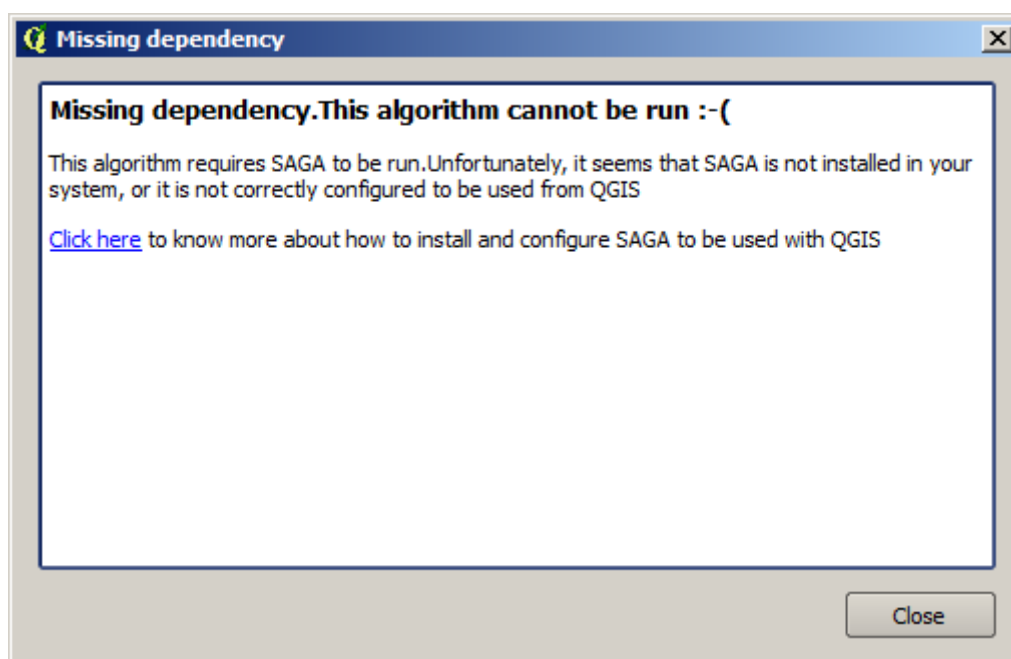 Missing dependency
Missing dependency.This algorithm cannot be run :-(
This algorithm requires SAGA to be run.Unfortunately, it seems that SAGA is not installed in your
system, or it is not correctly configured to be used from QGIS
Click here to know more about how to install and configure SAGA to be used with QGIS
Close